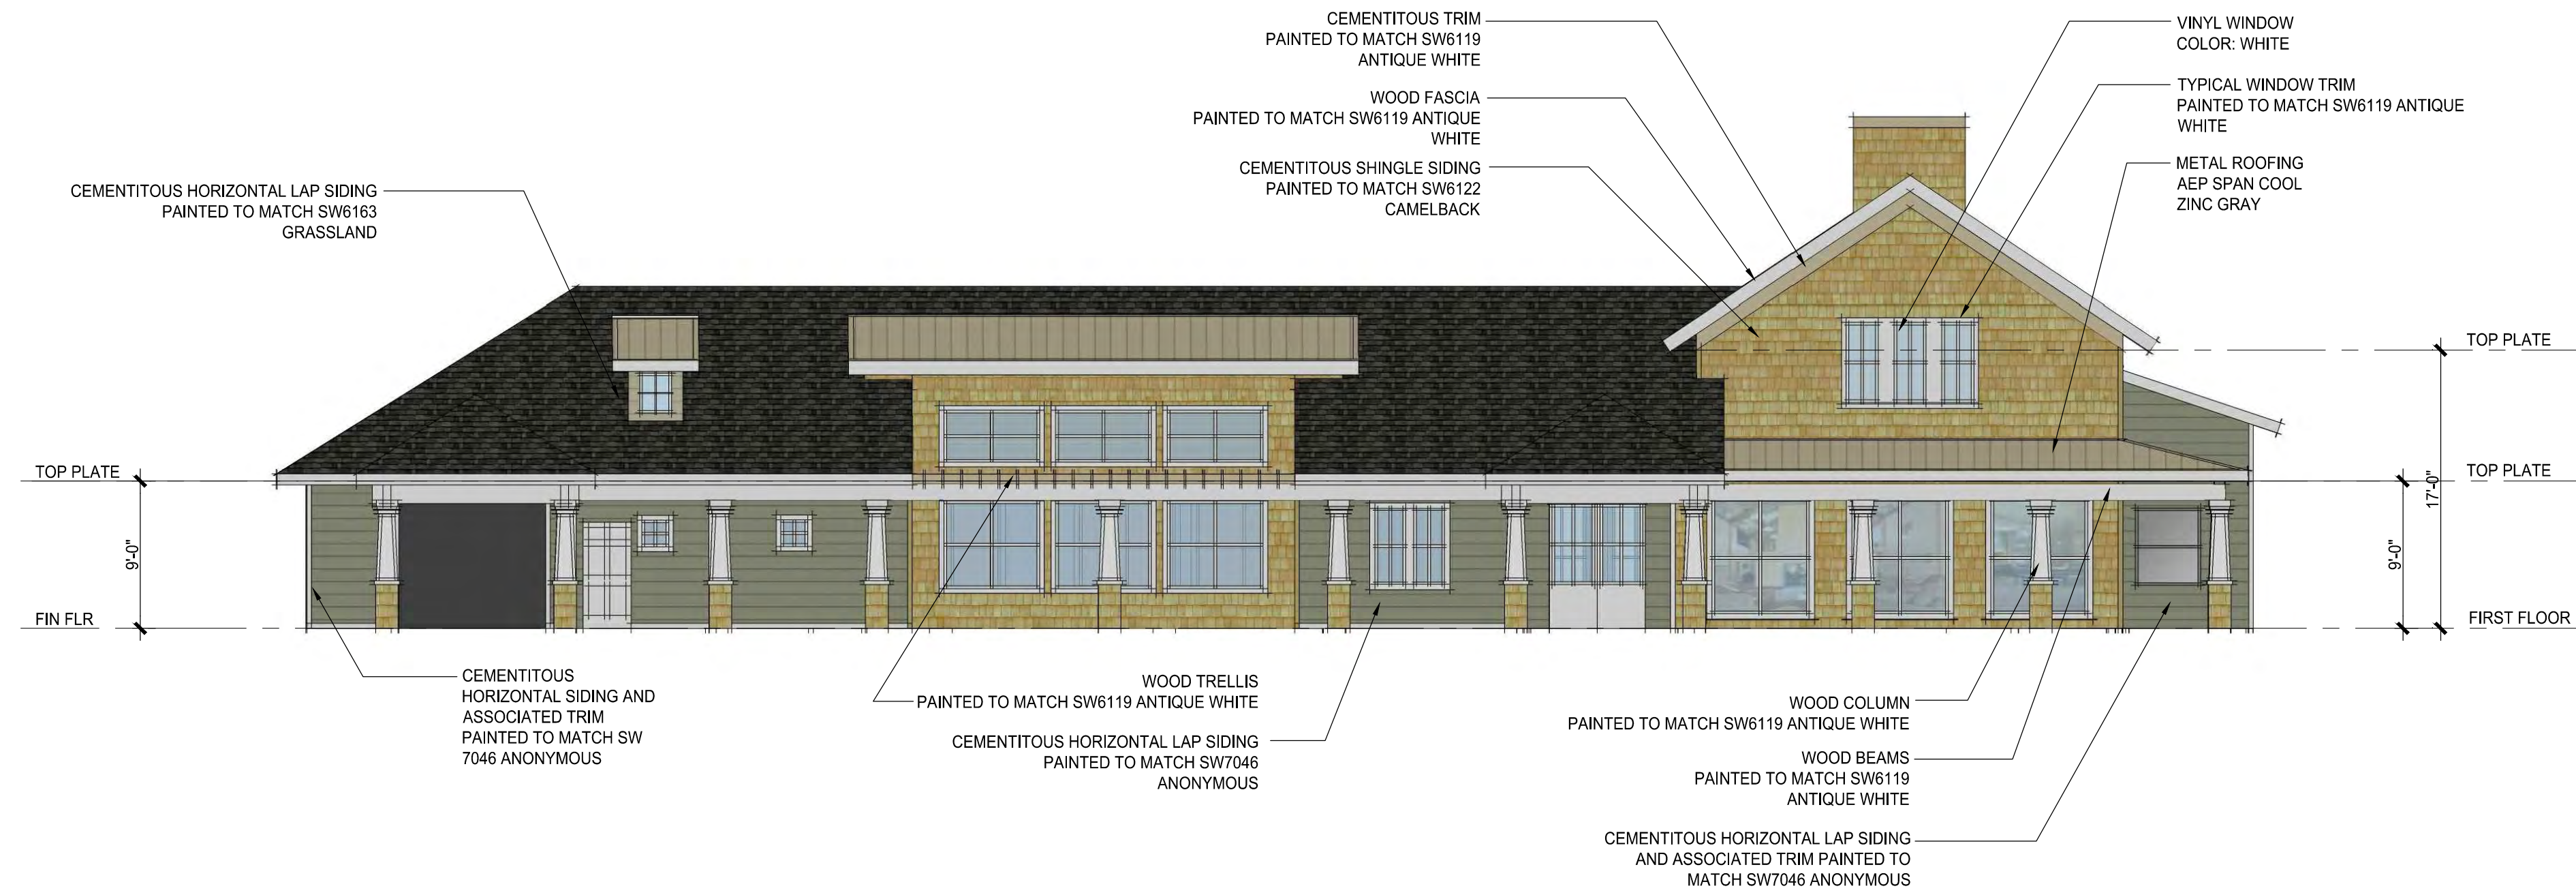 CEMENTITOUS TRIM
PAINTED TO MATCH SW6119
ANTIQUE WHITE
WOOD FASCIA
PAINTED TO MATCH SW6119 ANTIQUE
WHITE
CEMENTITOUS SHINGLE SIDING
PAINTED TO MATCH SW6122
CAMELBACK
VINYL WINDOW
COLOR: WHITE
TYPICAL WINDOW TRIM
PAINTED TO MATCH SW6119 ANTIQUE
WHITE
METAL ROOFING
AEP SPAN COOL
ZINC GRAY
CEMENTITOUS HORIZONTAL LAP SIDING
PAINTED TO MATCH SW6163
GRASSLAND
TOP PLATE
9'-0"
FIN FLR
TOP PLATE
TOP PLATE
17'-0"
9'-0"
FIRST FLOOR
CEMENTITOUS
HORIZONTAL SIDING AND
ASSOCIATED TRIM
PAINTED TO MATCH SW
7046 ANONYMOUS
WOOD TRELLIS
PAINTED TO MATCH SW6119 ANTIQUE WHITE
CEMENTITOUS HORIZONTAL LAP SIDING
PAINTED TO MATCH SW7046
ANONYMOUS
WOOD COLUMN
PAINTED TO MATCH SW6119 ANTIQUE WHITE
WOOD BEAMS
PAINTED TO MATCH SW6119
ANTIQUE WHITE
CEMENTITOUS HORIZONTAL LAP SIDING
AND ASSOCIATED TRIM PAINTED TO
MATCH SW7046 ANONYMOUS